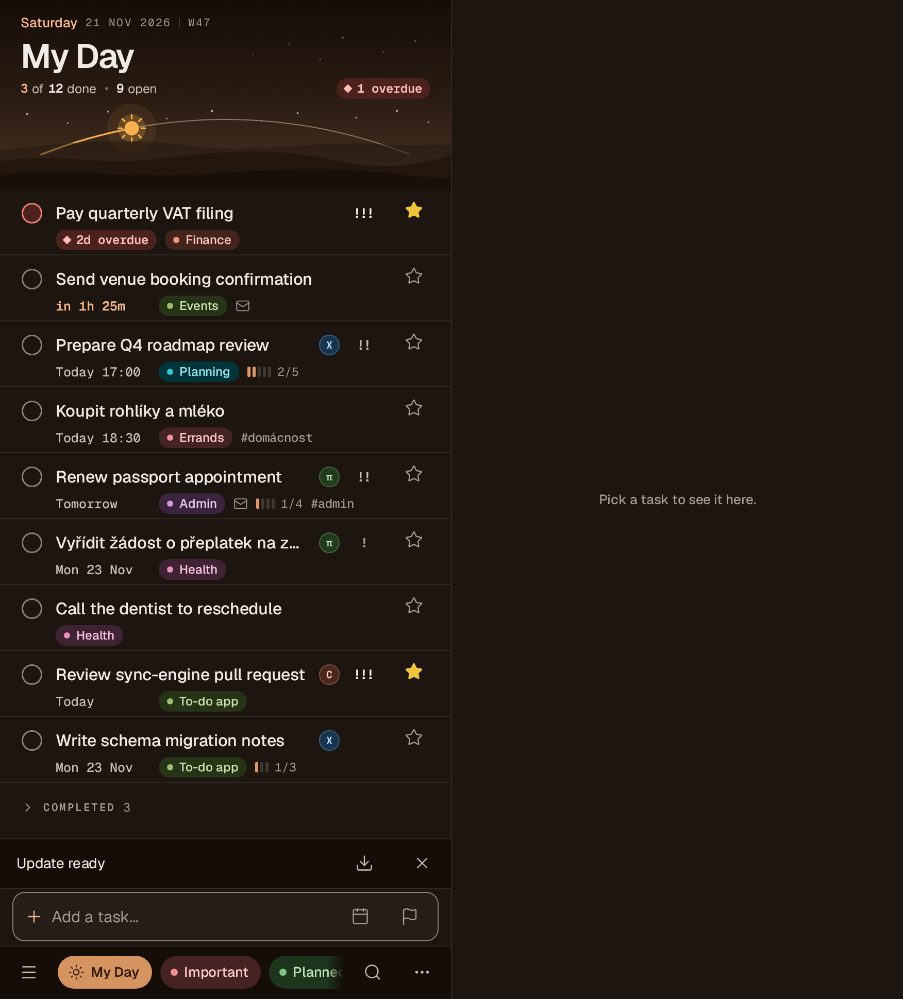 Saturday 21 NOV 2026 | W47
My Day
3 of 12 done • 9 open
1 overdue
Pay quarterly VAT filing !!!
2d overdue Finance
Send venue booking confirmation
in 1h 25m Events
Prepare Q4 roadmap review X !!
Today 17:00 Planning 2/5
Koupit rohlíky a mléko
Today 18:30 Errands #domácnost
Renew passport appointment π !!
Tomorrow Admin 1/4 #admin
Vyřídit žádost o přeplatek na z… π !
Mon 23 Nov Health
Call the dentist to reschedule
Health
Review sync-engine pull request C !!!
Today To-do app
Write schema migration notes X
Mon 23 Nov To-do app 1/3
COMPLETED 3
Update ready
Add a task…
My Day Important Planned
Pick a task to see it here.